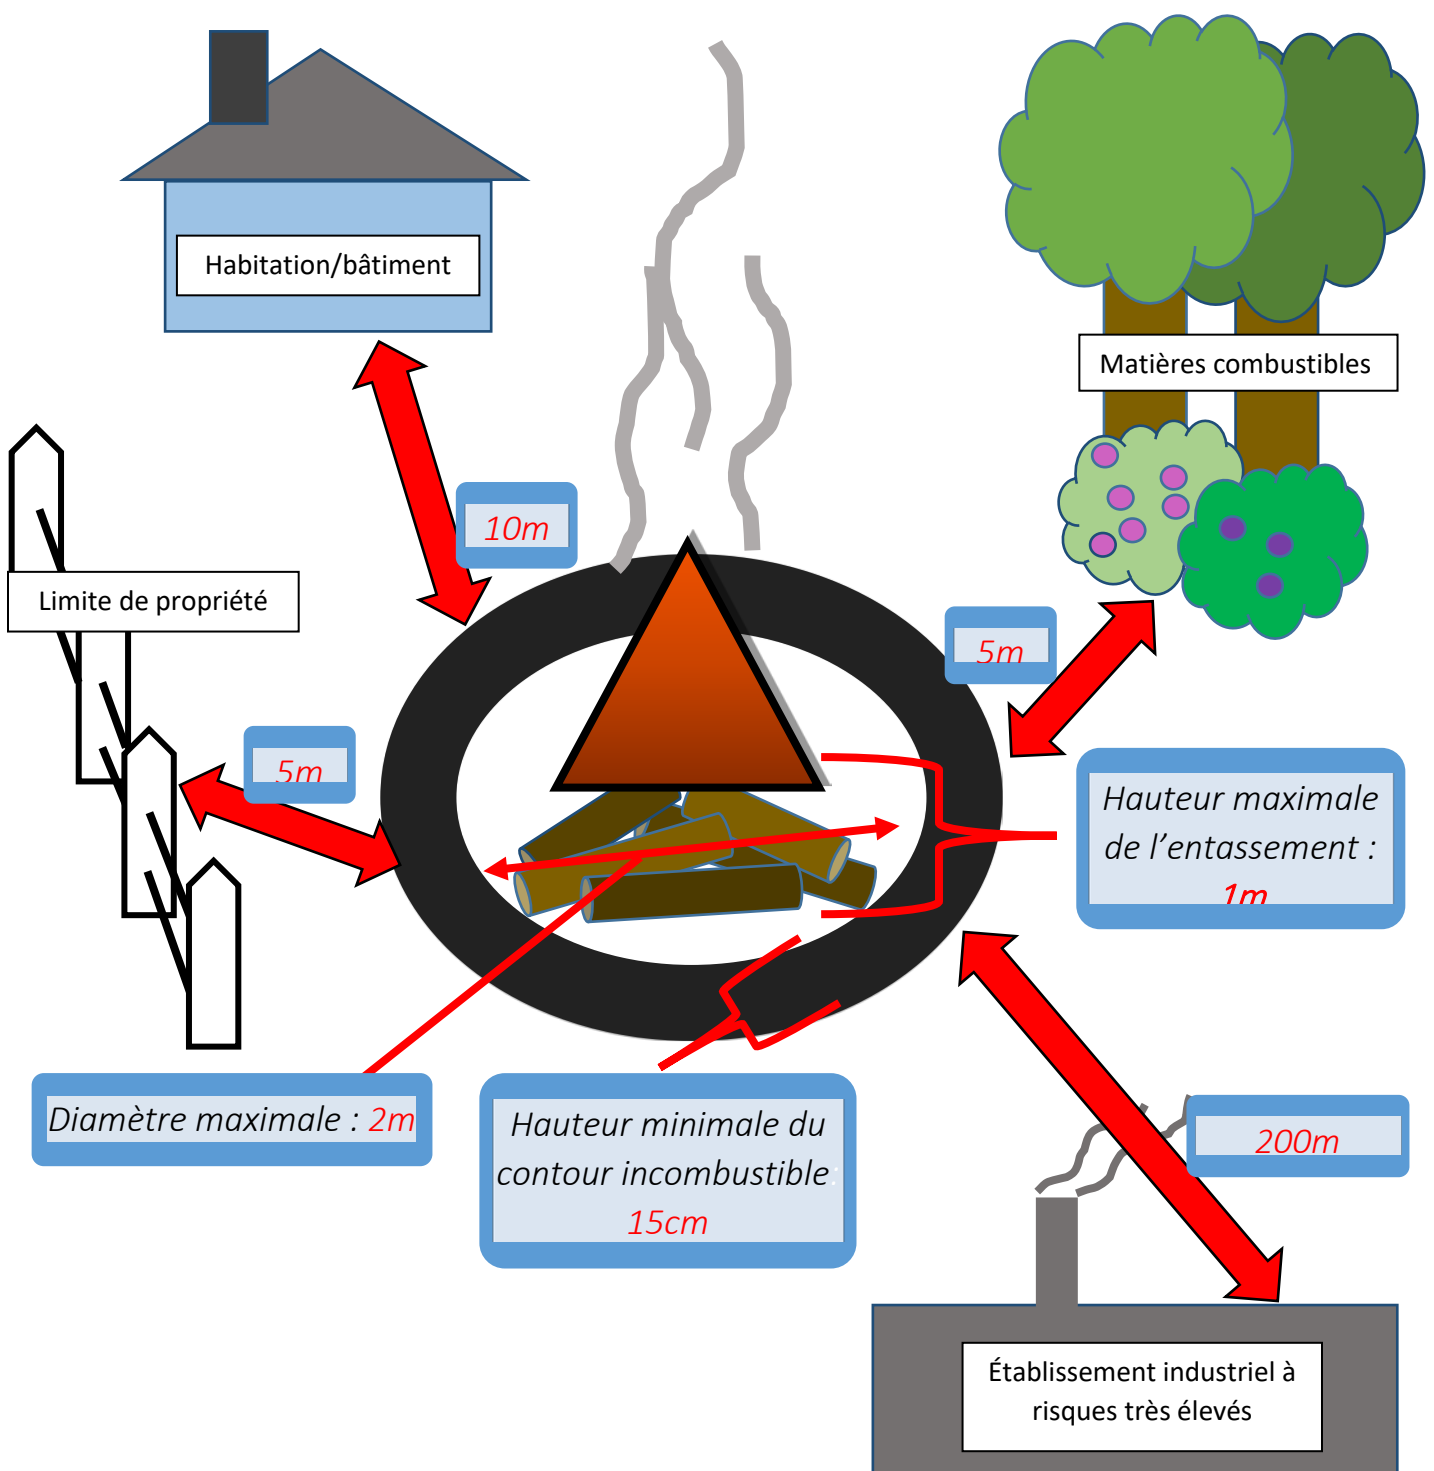 Habitation/bâtiment
Matières combustibles
10m
Limite de propriété
5m
5m
Hauteur maximale
de l'entassement :
1m
Diamètre maximale : 2m
Hauteur minimale du
contour incombustible:
15cm
200m
Établissement industriel à
risques très élevés